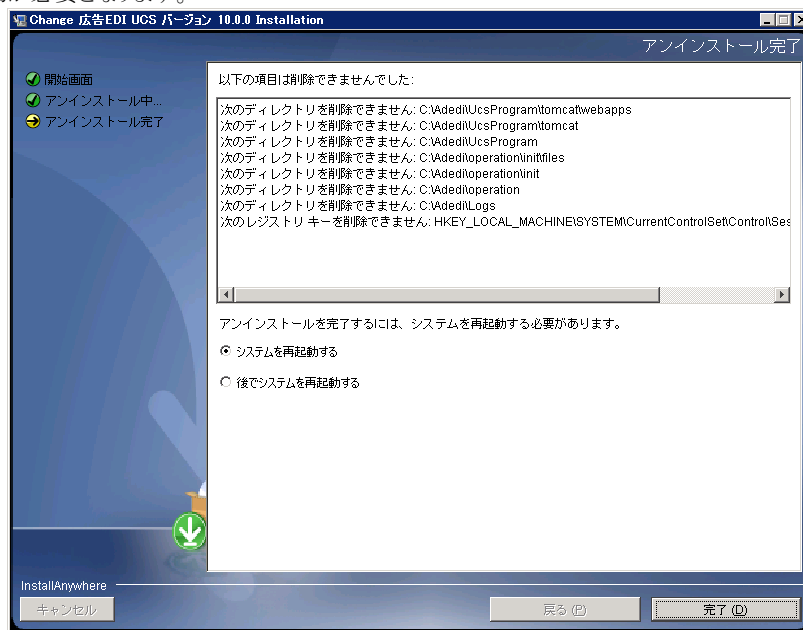 必要となります。
Change 広告EDI UCS バージョン 10.0.0 Installation
アンインストール完了
開始画面
アンインストール中...
アンインストール完了
以下の項目は削除できませんでした:
次のディレクトリを削除できません: C:\Adedi\UcsProgram\tomcat\webapps
次のディレクトリを削除できません: C:\Adedi\UcsProgram\tomcat
次のディレクトリを削除できません: C:\Adedi\UcsProgram
次のディレクトリを削除できません: C:\Adedi\operation\init\files
次のディレクトリを削除できません: C:\Adedi\operation\init
次のディレクトリを削除できません: C:\Adedi\operation
次のディレクトリを削除できません: C:\Adedi\Logs
次のレジストリ キーを削除できません: HKEY_LOCAL_MACHINE\SYSTEM\CurrentControlSet\Control\Ses
アンインストールを完了するには、システムを再起動する必要があります。
システムを再起動する
後でシステムを再起動する
InstallAnywhere
キャンセル
戻る (P)
完了 (D)